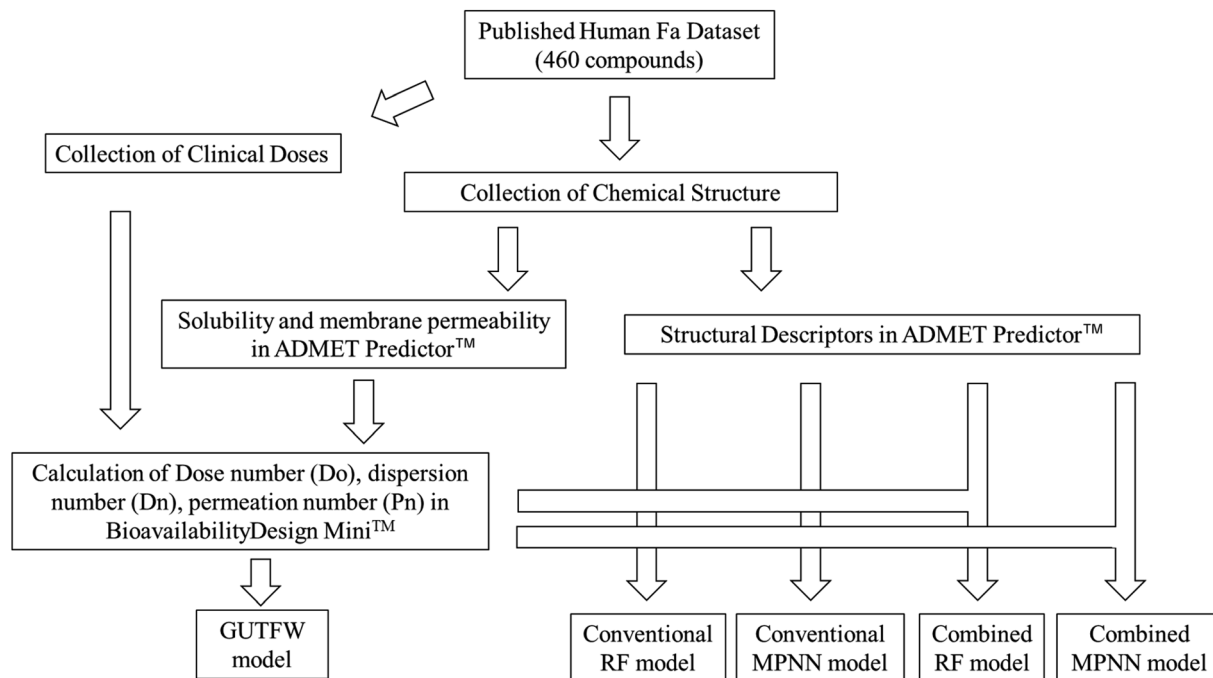 Published Human Fa Dataset
(460 compounds)
Collection of Clinical Doses
Collection of Chemical Structure
Solubility and membrane permeability
in ADMET Predictor™
Structural Descriptors in ADMET Predictor™
Calculation of Dose number (Do), dispersion
number (Dn), permeation number (Pn) in
BioavailabilityDesign Mini™
GUTFW
model
Conventional
RF model
Conventional
MPNN model
Combined
RF model
Combined
MPNN model